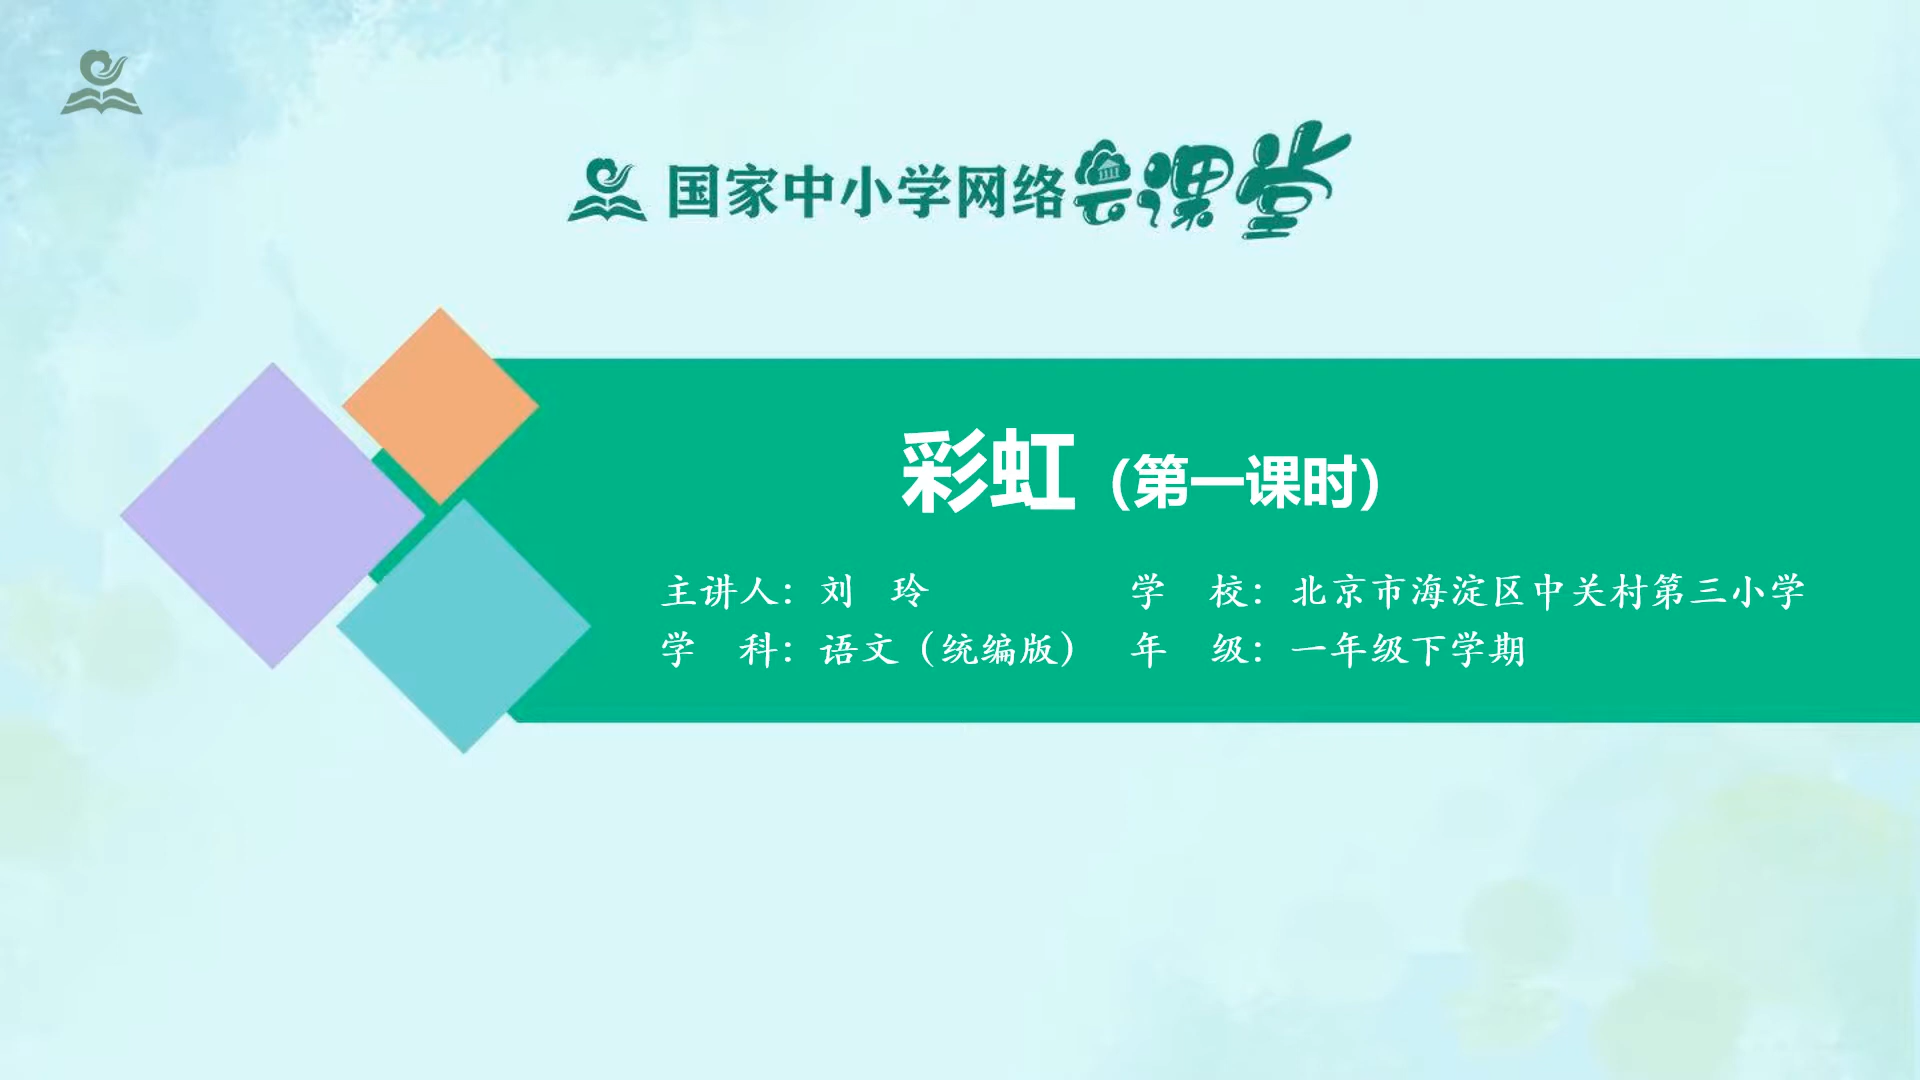 国家中小学网络云课堂
彩虹（第一课时）
主讲人：刘 玲 学 校：北京市海淀区中关村第三小学
学 科：语文（统编版） 年 级：一年级下学期